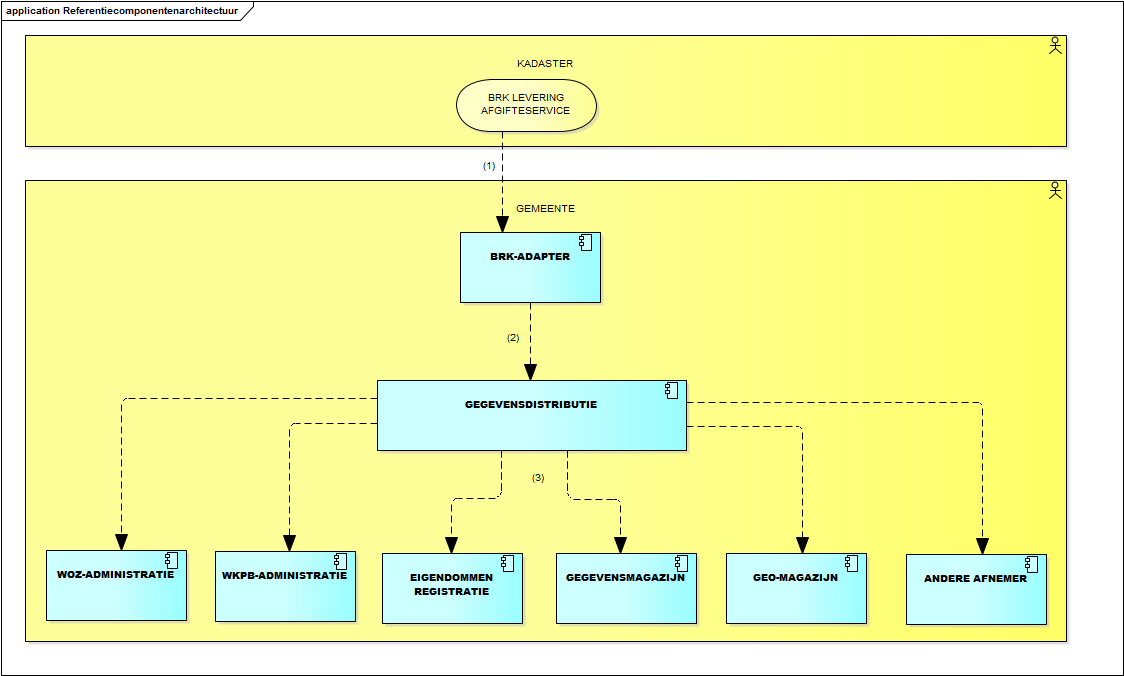 application Referentiecomponentenarchitectuur
KADASTER
BRK LEVERING
AFGIFTESERVICE
(1)
GEMEENTE
BRK-ADAPTER
(2)
GEGEVENSDISTRIBUTIE
(3)
WOZ-ADMINISTRATIE
WKPB-ADMINISTRATIE
EIGENDOMMEN
REGISTRATIE
GEGEVENSMAGAZIJN
GEO-MAGAZIJN
ANDERE AFNEMER